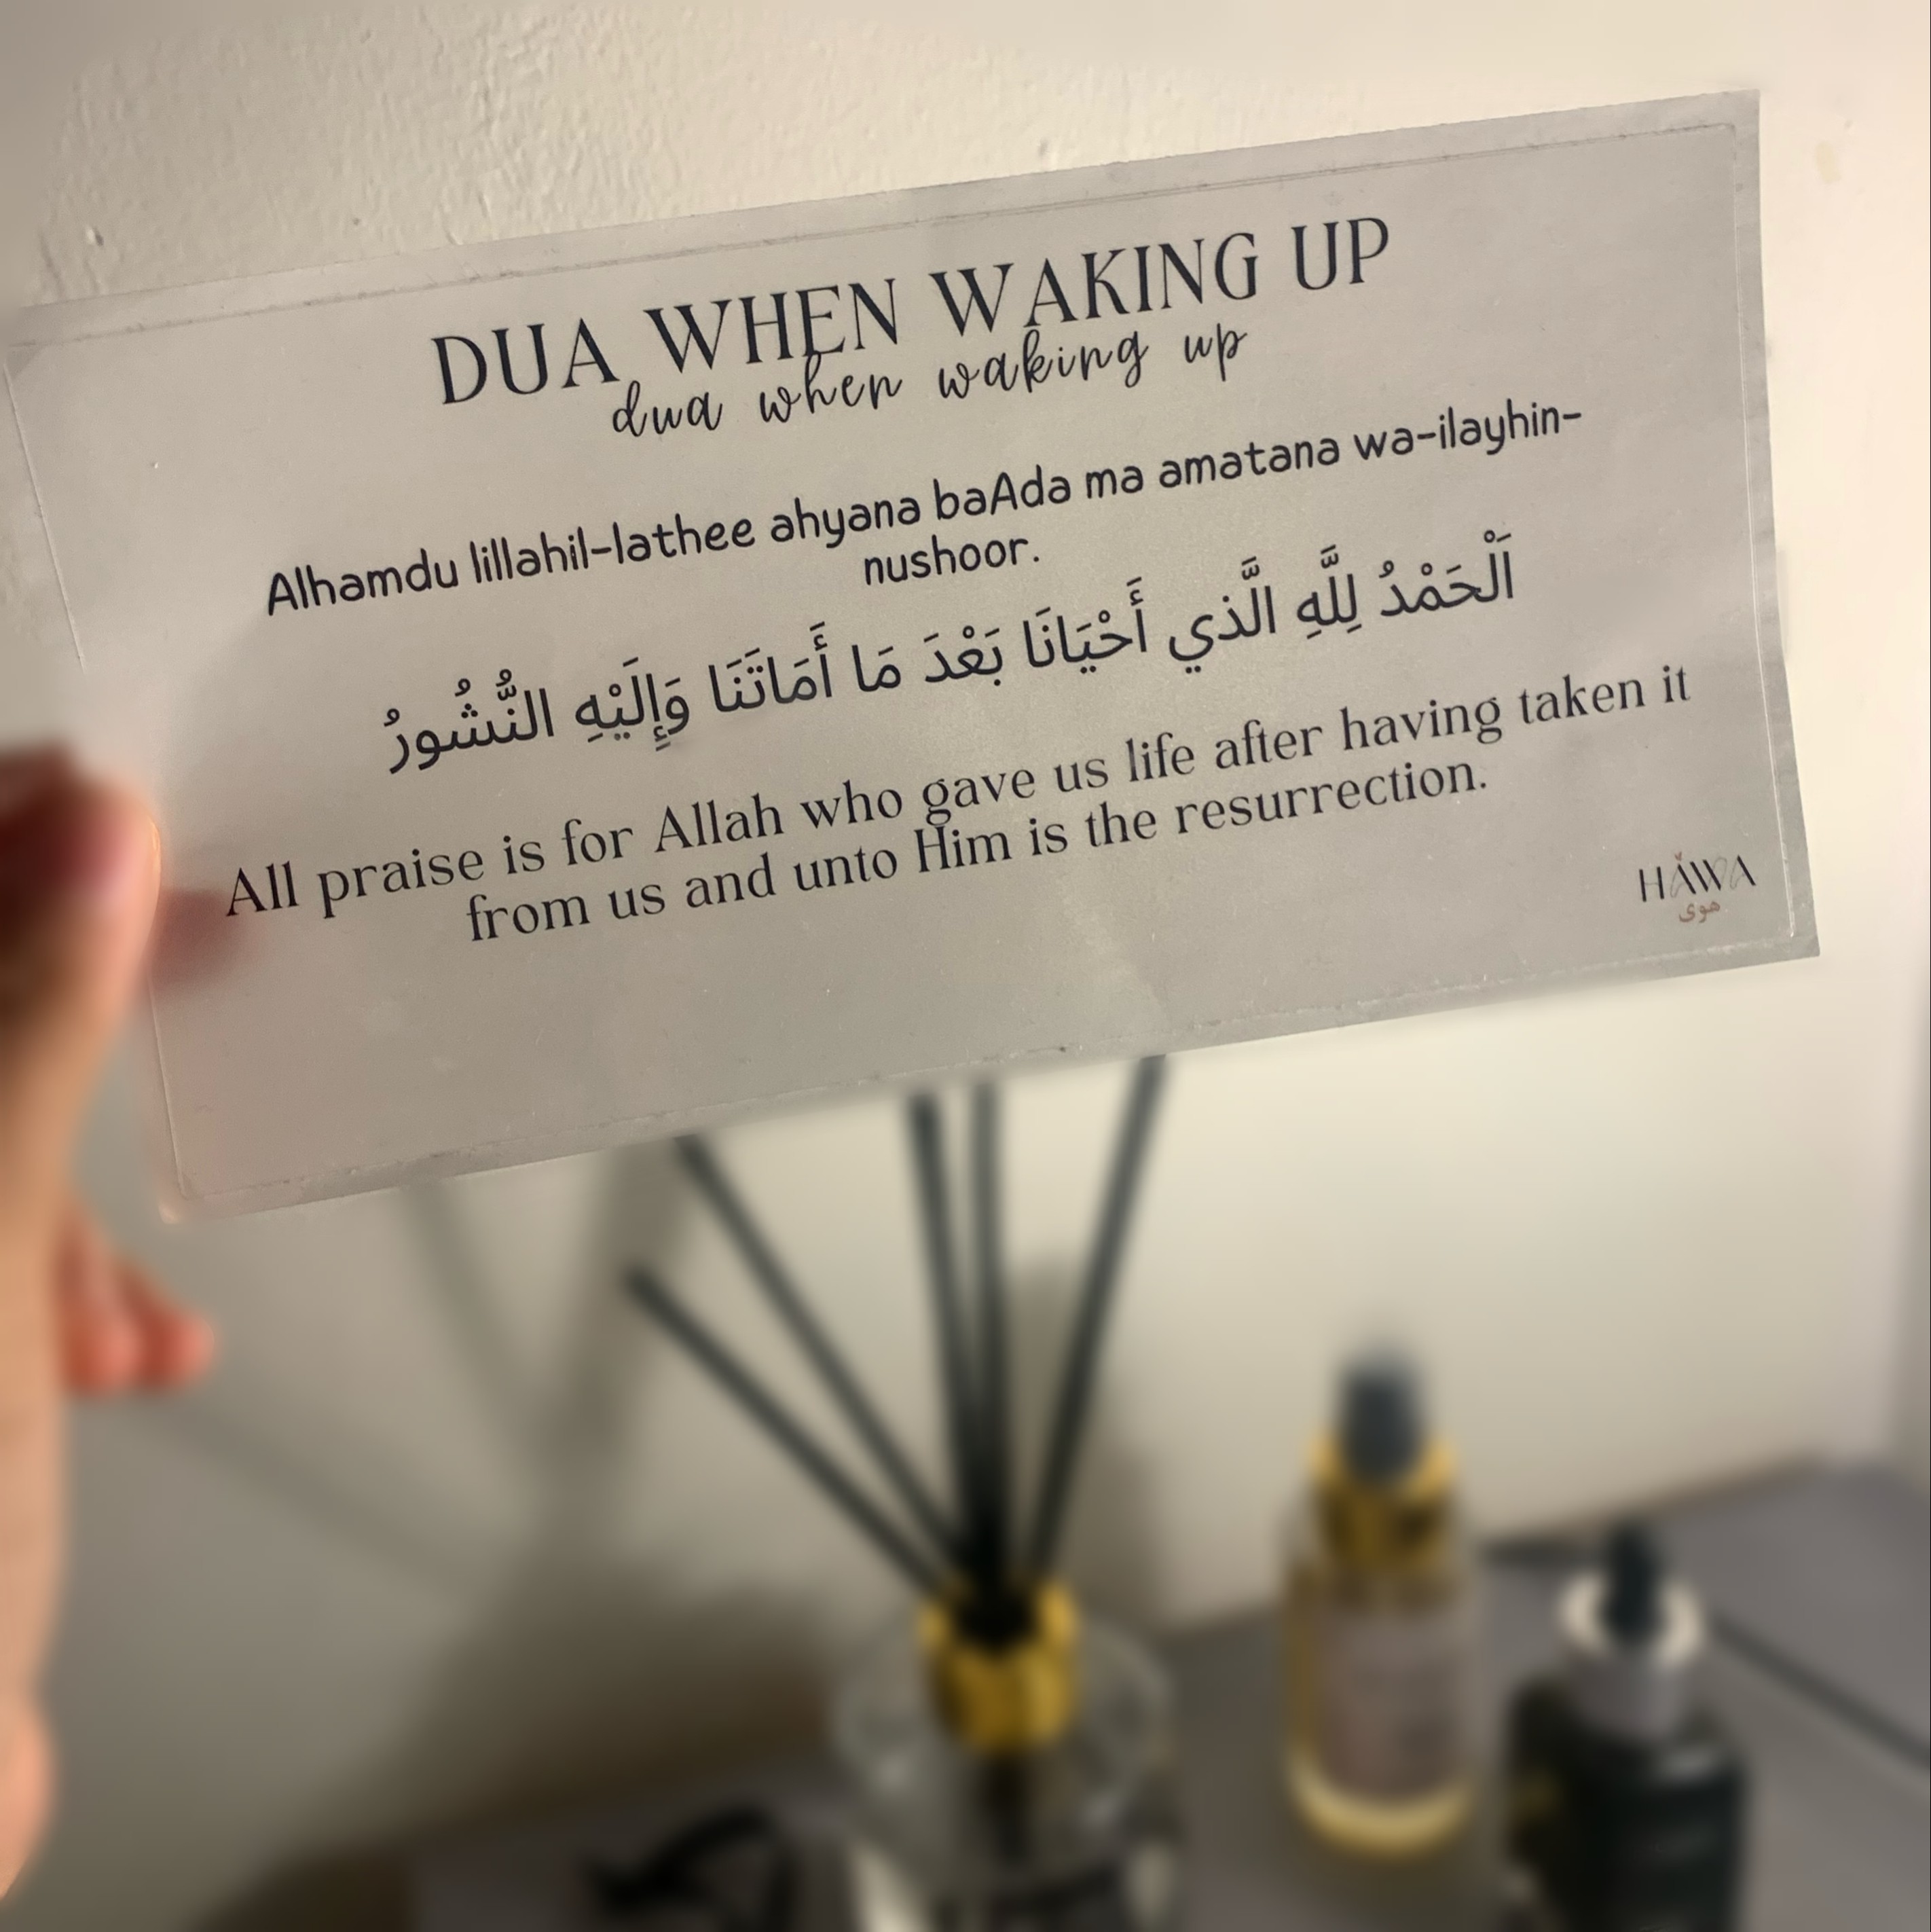 DUA WHEN WAKING UP
dua when waking up
Alhamdu lillahil-lathee ahyana baAda ma amatana wa-ilayhin-
nushoor.
اَلْحَمْدُ لِلَّهِ الَّذي أَحْيَانَا بَعْدَ مَا أَمَاتَنَا وَإِلَيْهِ النُّشُورُ
All praise is for Allah who gave us life after having taken it
from us and unto Him is the resurrection.
HAWA
هوى